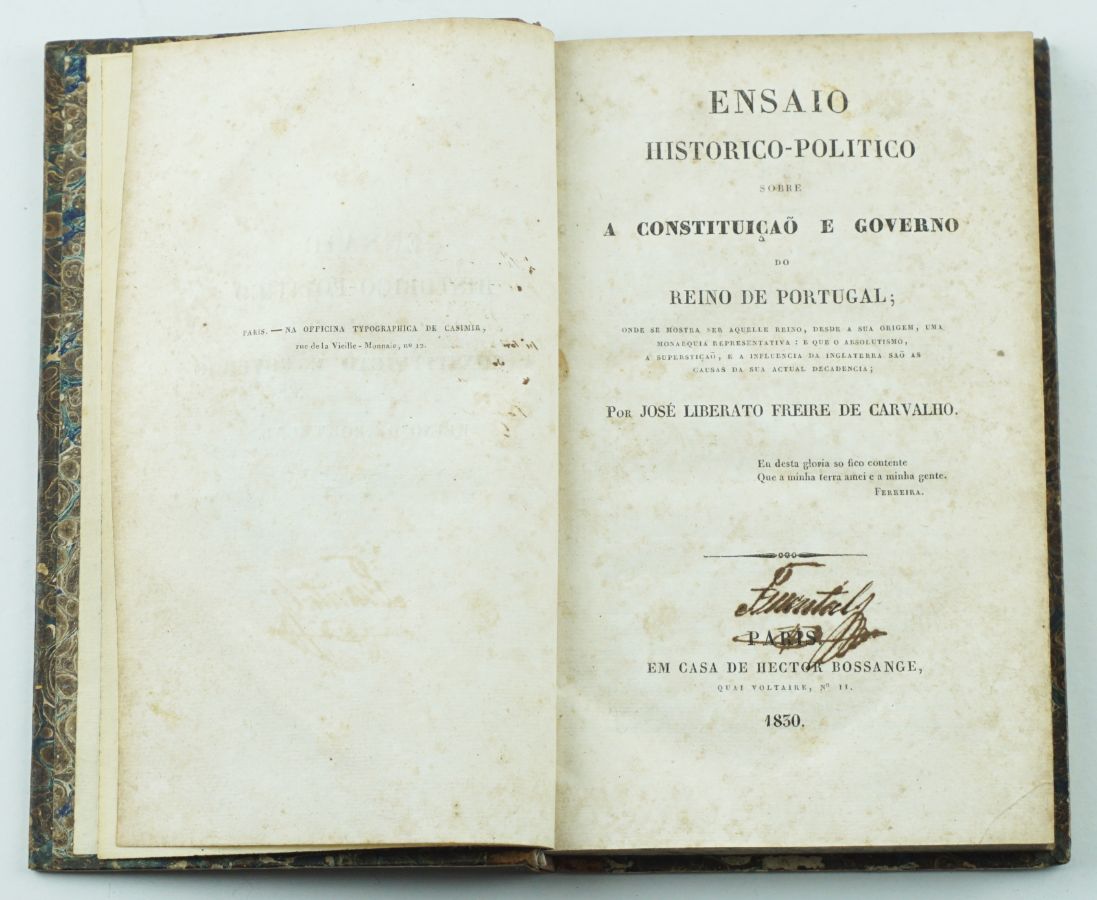 PARIS. — NA OFFICINA TYPOGRAPHICA DE CASIMIR,
rue de la Vieille-Monnaie, nº 12.
ENSAIO
HISTORICO-POLITICO
SOBRE
A CONSTITUIÇAÕ E GOVERNO
DO
REINO DE PORTUGAL;
ONDE SE MOSTRA SER AQUELLE REINO, DESDE A SUA ORIGEM, UMA
MONARQUIA REPRESENTATIVA: E QUE O ABSOLUTISMO,
A SUPERSTIÇAÕ, E A INFLUENCIA DA INGLATERRA SAÕ AS
CAUSAS DA SUA ACTUAL DECADENCIA;
POR JOSÉ LIBERATO FREIRE DE CARVALHO.
Eu desta gloria so fico contente
Que a minha terra amei e a minha gente.
FERREIRA.
PARIS
EM CASA DE HECTOR BOSSANGE,
QUAI VOLTAIRE, Nº 11.
1830.